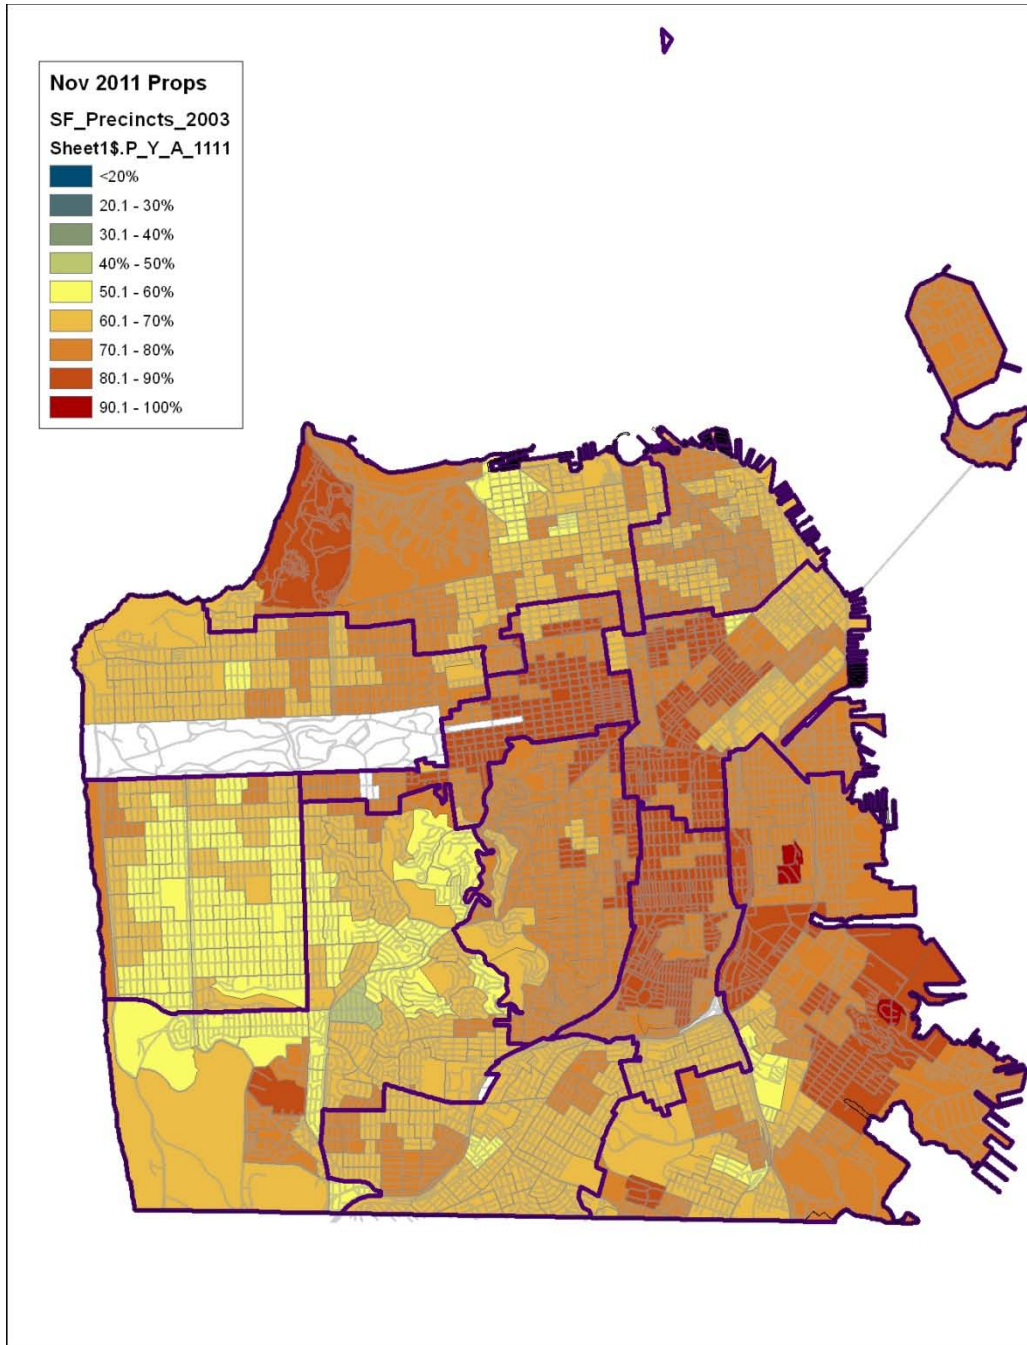 Nov 2011 Props
SF_Precincts_2003
Sheet1$.P_Y_A_1111
<20%
20.1 - 30%
30.1 - 40%
40% - 50%
50.1 - 60%
60.1 - 70%
70.1 - 80%
80.1 - 90%
90.1 - 100%